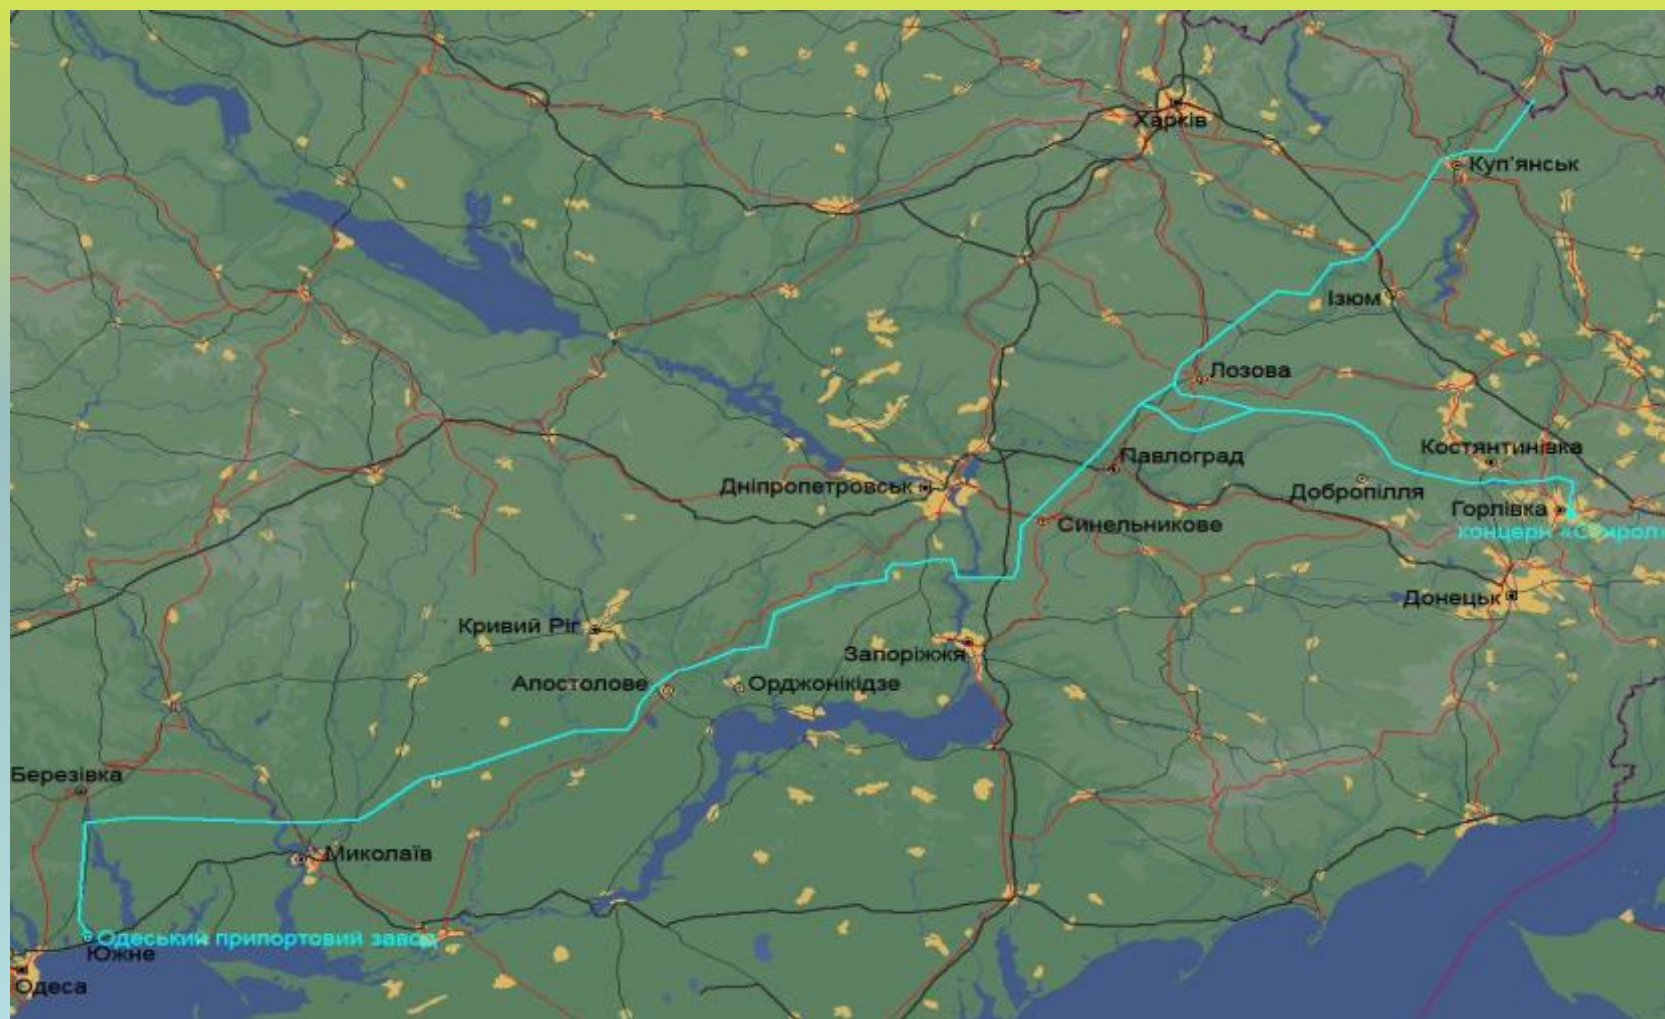 Харків
Куп'янськ
Ізюм
Лозова
Костянтинівка
Павлоград
Дніпропетровськ
Добропілля
Горлівка
Синельникове
концерн
Донецьк
Кривий Ріг
Запоріжжя
Апостолове
Орджонікідзе
Березівка
Миколаїв
Одеський припортовий завод
Южне
Одеса